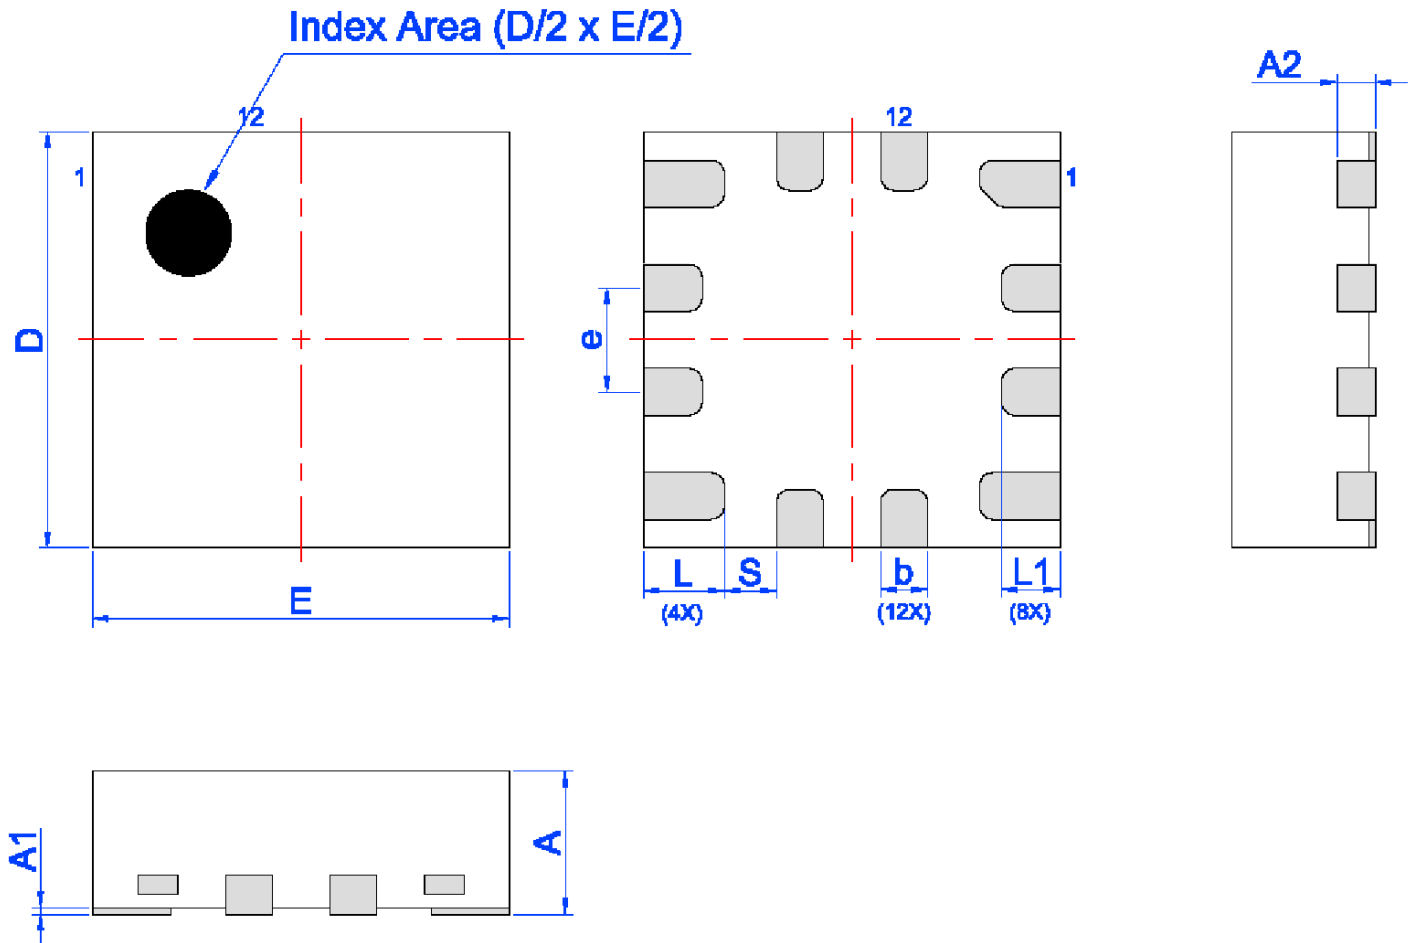 Index Area (D/2 x E/2)
12
1
D
E
12
1
e
L
S
b
L1
(4X)
(12X)
(8X)
A2
A1
A